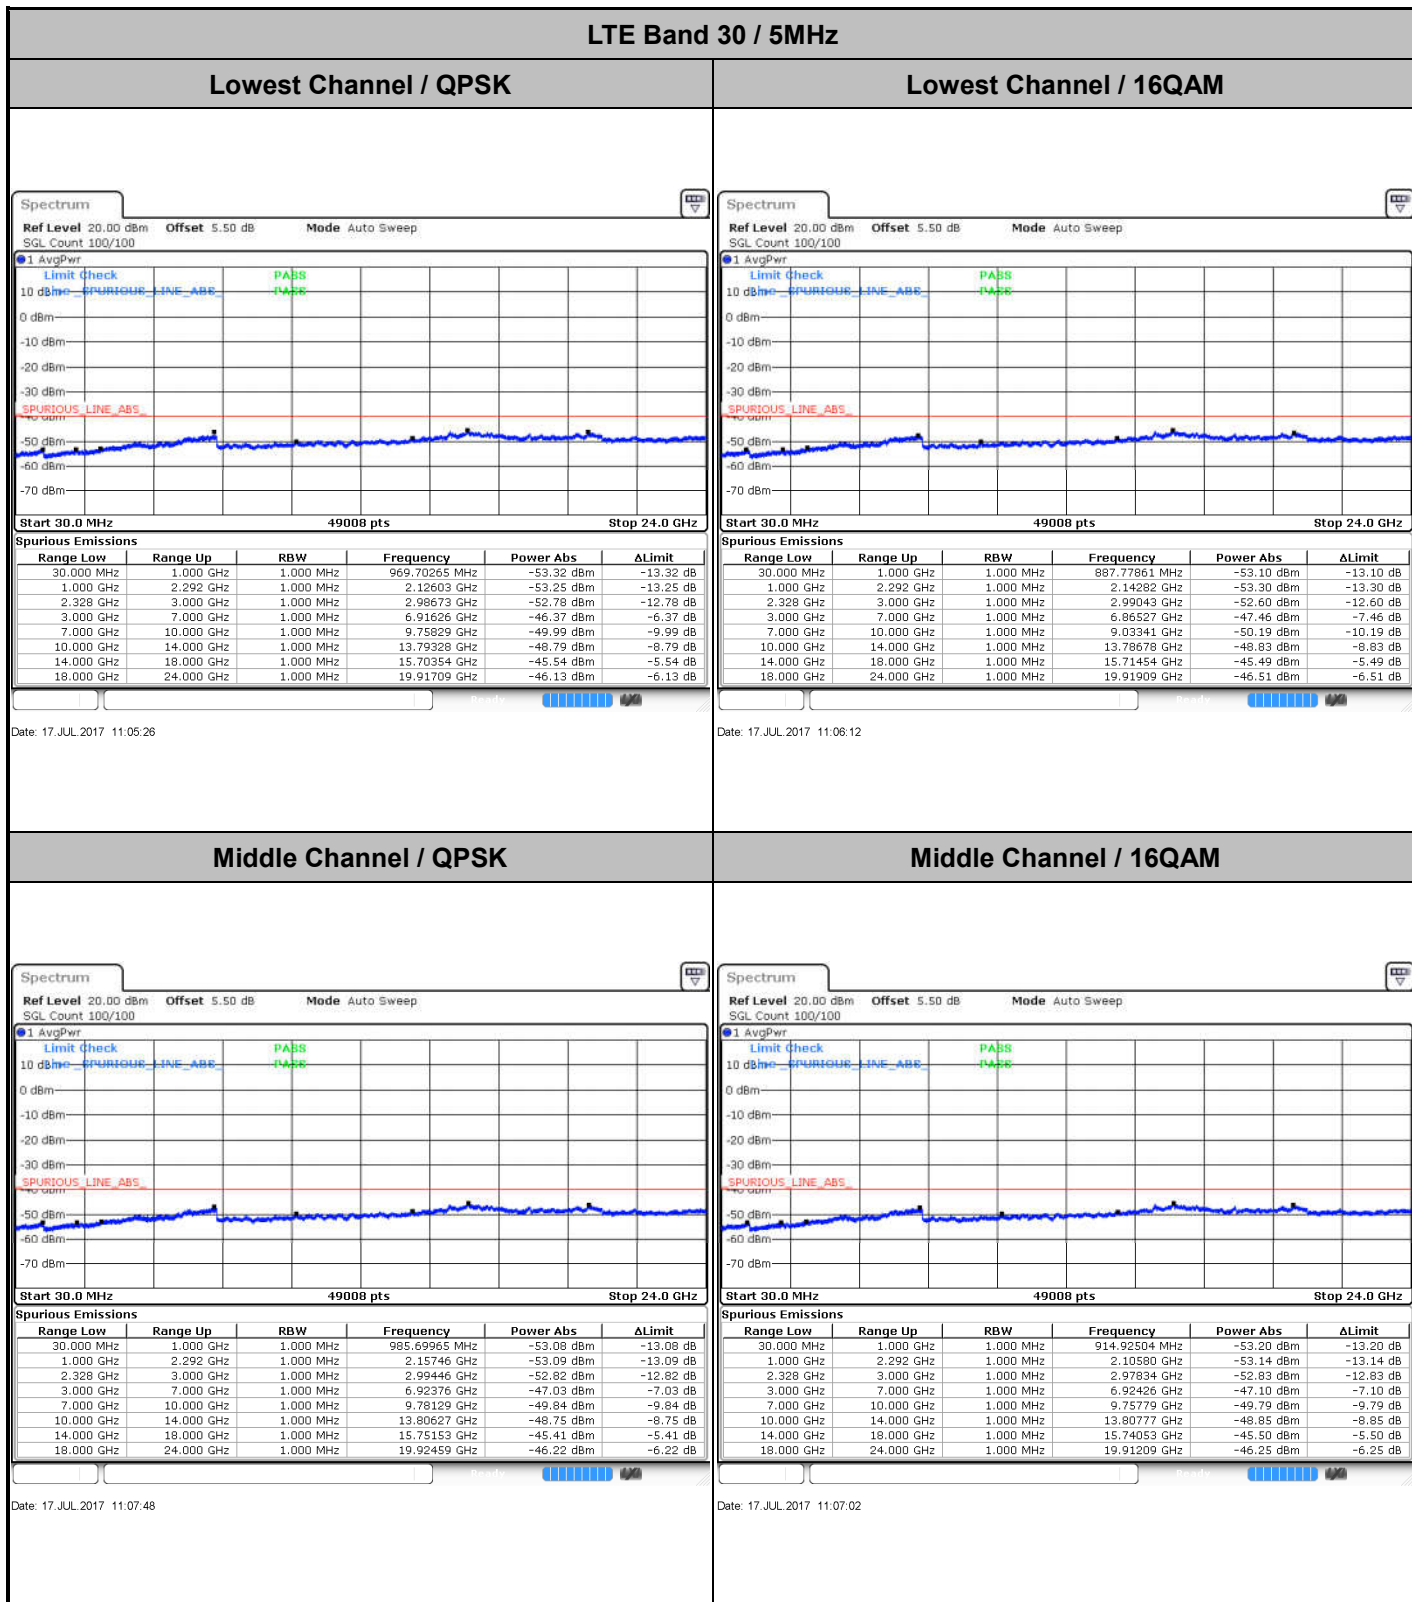 LTE Band 30 / 5MHz
Lowest Channel / QPSK
Lowest Channel / 16QAM
Spectrum
Ref Level 20.00 dBm Offset 5.50 dB Mode Auto Sweep
SGL Count 100/100
1 AvgPwr
Limit Check PASS
10 dBm
Line _SPURIOUS_LINE_ABS_ PASS
0 dBm
-10 dBm
-20 dBm
-30 dBm
_SPURIOUS_LINE_ABS_
-40 dBm
-50 dBm
-60 dBm
-70 dBm
Start 30.0 MHz 49008 pts Stop 24.0 GHz
Spurious Emissions
Range Low Range Up RBW Frequency Power Abs ΔLimit
30.000 MHz 1.000 GHz 1.000 MHz 969.70265 MHz -53.32 dBm -13.32 dB
1.000 GHz 2.292 GHz 1.000 MHz 2.12603 GHz -53.25 dBm -13.25 dB
2.328 GHz 3.000 GHz 1.000 MHz 2.98673 GHz -52.78 dBm -12.78 dB
3.000 GHz 7.000 GHz 1.000 MHz 6.91626 GHz -46.37 dBm -6.37 dB
7.000 GHz 10.000 GHz 1.000 MHz 9.75829 GHz -49.99 dBm -9.99 dB
10.000 GHz 14.000 GHz 1.000 MHz 13.79328 GHz -48.79 dBm -8.79 dB
14.000 GHz 18.000 GHz 1.000 MHz 15.70354 GHz -45.54 dBm -5.54 dB
18.000 GHz 24.000 GHz 1.000 MHz 19.91709 GHz -46.13 dBm -6.13 dB
Ready
Date: 17.JUL.2017 11:05:26
Spectrum
Ref Level 20.00 dBm Offset 5.50 dB Mode Auto Sweep
SGL Count 100/100
1 AvgPwr
Limit Check PASS
10 dBm
Line _SPURIOUS_LINE_ABS_ PASS
0 dBm
-10 dBm
-20 dBm
-30 dBm
_SPURIOUS_LINE_ABS_
-40 dBm
-50 dBm
-60 dBm
-70 dBm
Start 30.0 MHz 49008 pts Stop 24.0 GHz
Spurious Emissions
Range Low Range Up RBW Frequency Power Abs ΔLimit
30.000 MHz 1.000 GHz 1.000 MHz 887.77861 MHz -53.10 dBm -13.10 dB
1.000 GHz 2.292 GHz 1.000 MHz 2.14282 GHz -53.30 dBm -13.30 dB
2.328 GHz 3.000 GHz 1.000 MHz 2.99043 GHz -52.60 dBm -12.60 dB
3.000 GHz 7.000 GHz 1.000 MHz 6.86527 GHz -47.46 dBm -7.46 dB
7.000 GHz 10.000 GHz 1.000 MHz 9.03341 GHz -50.19 dBm -10.19 dB
10.000 GHz 14.000 GHz 1.000 MHz 13.78678 GHz -48.83 dBm -8.83 dB
14.000 GHz 18.000 GHz 1.000 MHz 15.71454 GHz -45.49 dBm -5.49 dB
18.000 GHz 24.000 GHz 1.000 MHz 19.91909 GHz -46.51 dBm -6.51 dB
Ready
Date: 17.JUL.2017 11:06:12
Middle Channel / QPSK
Middle Channel / 16QAM
Spectrum
Ref Level 20.00 dBm Offset 5.50 dB Mode Auto Sweep
SGL Count 100/100
1 AvgPwr
Limit Check PASS
10 dBm
Line _SPURIOUS_LINE_ABS_ PASS
0 dBm
-10 dBm
-20 dBm
-30 dBm
_SPURIOUS_LINE_ABS_
-40 dBm
-50 dBm
-60 dBm
-70 dBm
Start 30.0 MHz 49008 pts Stop 24.0 GHz
Spurious Emissions
Range Low Range Up RBW Frequency Power Abs ΔLimit
30.000 MHz 1.000 GHz 1.000 MHz 985.69965 MHz -53.08 dBm -13.08 dB
1.000 GHz 2.292 GHz 1.000 MHz 2.15746 GHz -53.09 dBm -13.09 dB
2.328 GHz 3.000 GHz 1.000 MHz 2.99446 GHz -52.82 dBm -12.82 dB
3.000 GHz 7.000 GHz 1.000 MHz 6.92376 GHz -47.03 dBm -7.03 dB
7.000 GHz 10.000 GHz 1.000 MHz 9.78129 GHz -49.84 dBm -9.84 dB
10.000 GHz 14.000 GHz 1.000 MHz 13.80627 GHz -48.75 dBm -8.75 dB
14.000 GHz 18.000 GHz 1.000 MHz 15.75153 GHz -45.41 dBm -5.41 dB
18.000 GHz 24.000 GHz 1.000 MHz 19.92459 GHz -46.22 dBm -6.22 dB
Ready
Date: 17.JUL.2017 11:07:48
Spectrum
Ref Level 20.00 dBm Offset 5.50 dB Mode Auto Sweep
SGL Count 100/100
1 AvgPwr
Limit Check PASS
10 dBm
Line _SPURIOUS_LINE_ABS_ PASS
0 dBm
-10 dBm
-20 dBm
-30 dBm
_SPURIOUS_LINE_ABS_
-40 dBm
-50 dBm
-60 dBm
-70 dBm
Start 30.0 MHz 49008 pts Stop 24.0 GHz
Spurious Emissions
Range Low Range Up RBW Frequency Power Abs ΔLimit
30.000 MHz 1.000 GHz 1.000 MHz 914.92504 MHz -53.20 dBm -13.20 dB
1.000 GHz 2.292 GHz 1.000 MHz 2.10580 GHz -53.14 dBm -13.14 dB
2.328 GHz 3.000 GHz 1.000 MHz 2.97834 GHz -52.83 dBm -12.83 dB
3.000 GHz 7.000 GHz 1.000 MHz 6.92426 GHz -47.10 dBm -7.10 dB
7.000 GHz 10.000 GHz 1.000 MHz 9.75779 GHz -49.79 dBm -9.79 dB
10.000 GHz 14.000 GHz 1.000 MHz 13.80777 GHz -48.85 dBm -8.85 dB
14.000 GHz 18.000 GHz 1.000 MHz 15.74053 GHz -45.50 dBm -5.50 dB
18.000 GHz 24.000 GHz 1.000 MHz 19.91209 GHz -46.25 dBm -6.25 dB
Ready
Date: 17.JUL.2017 11:07:02